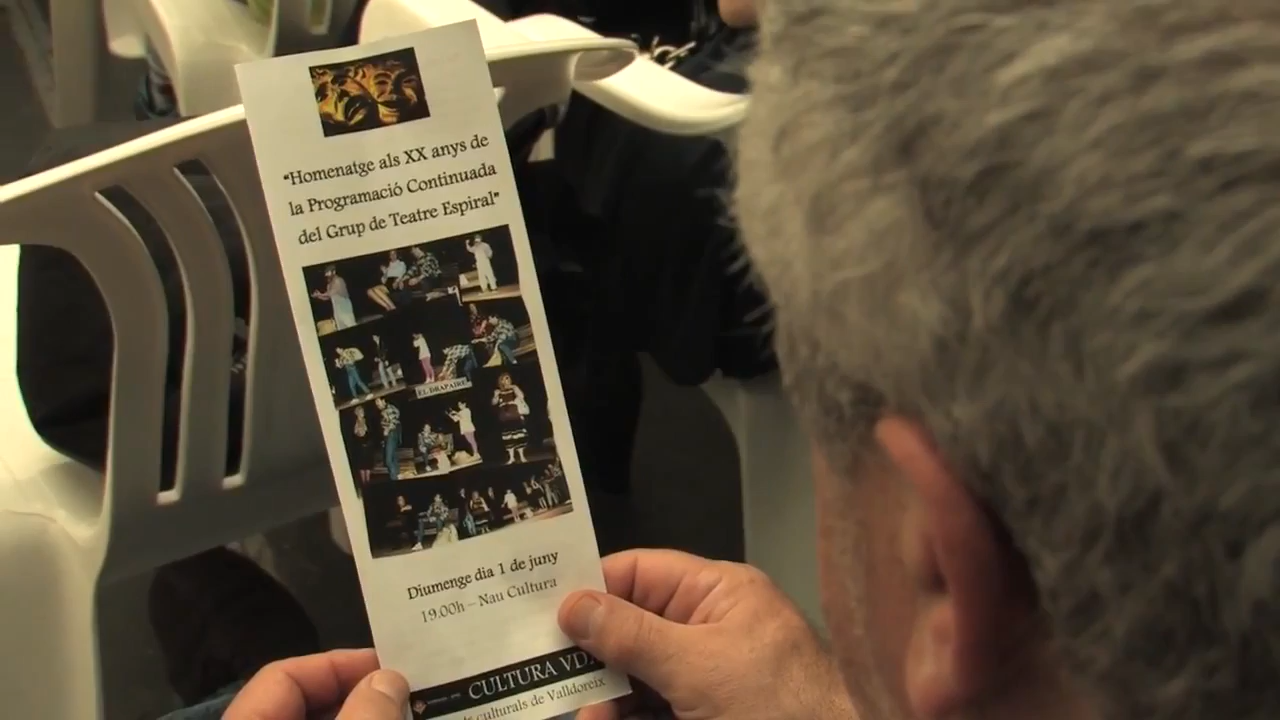 "Homenatge als XX anys de
la Programació Continuada
del Grup de Teatre Espiral"
EL DRAPAIRE
Diumenge dia 1 de juny
19.00h – Nau Cultura
CULTURA VD
culturals de Valldoreix